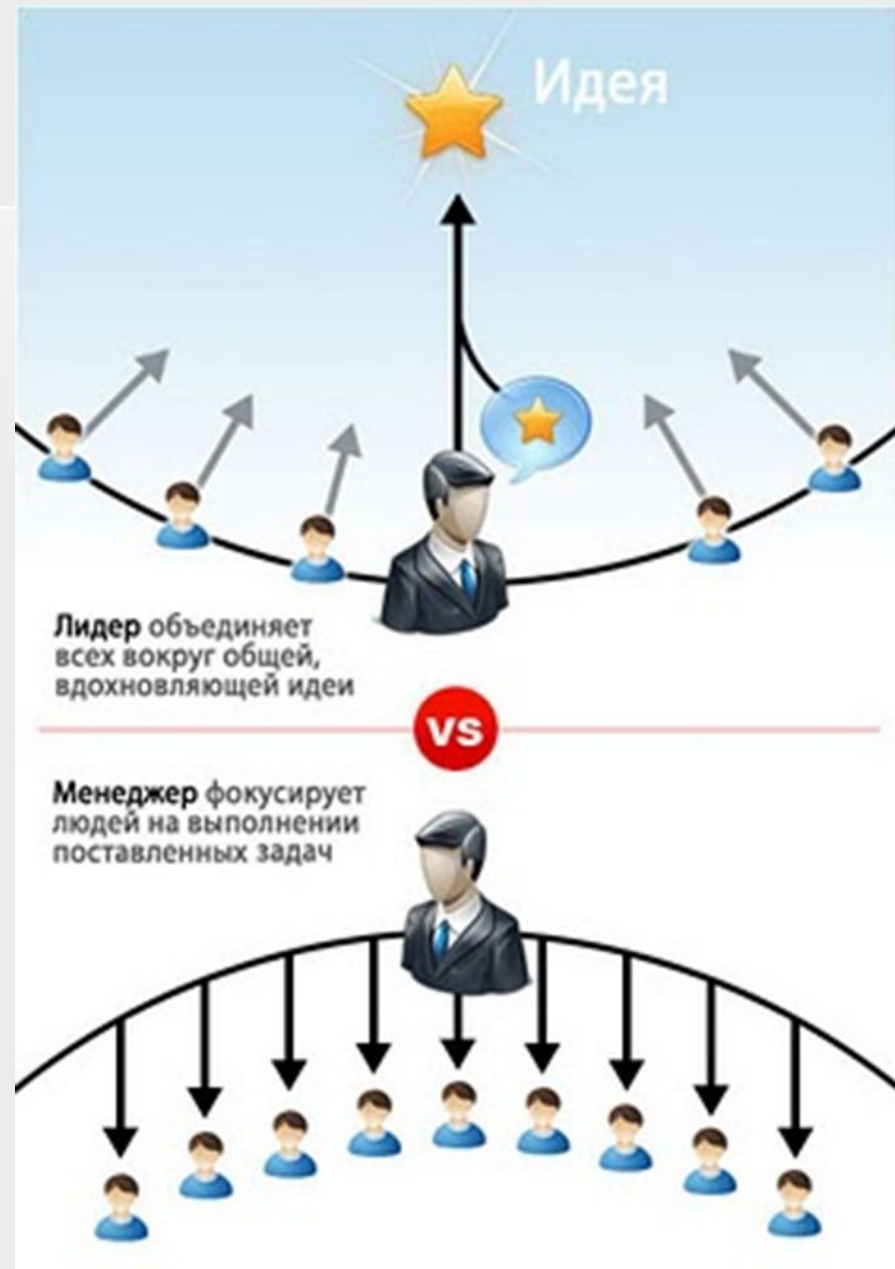 Идея
Лидер объединяет
всех вокруг общей,
вдохновляющей идеи
vs
Менеджер фокусирует
людей на выполнении
поставленных задач